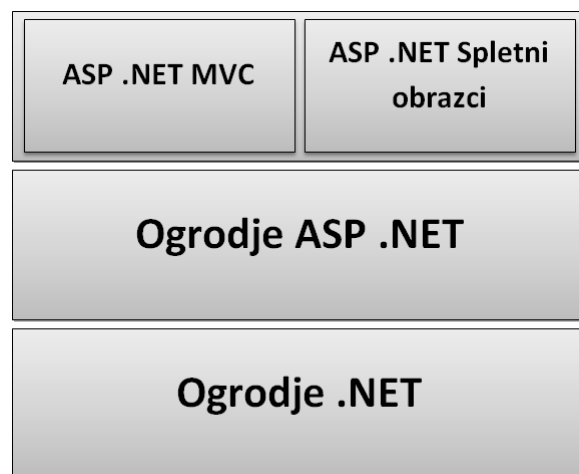 ASP .NET MVC
ASP .NET Spletni
obrazci
Ogrodje ASP .NET
Ogrodje .NET